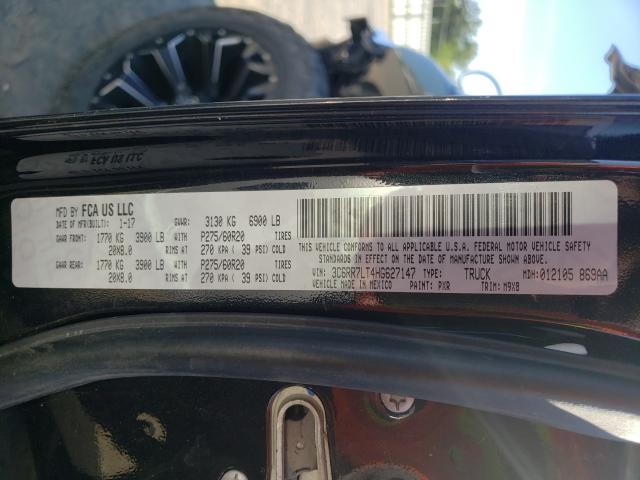 MFD BY FCA US LLC
DATE OF MFR(BUILT): 1-17 GVWR: 3130 KG 6900 LB
GAWR FRONT: 1770 KG 3900 LB WITH P275/60R20 TIRES
20X8.0 RIMS AT 270 KPA ( 39 PSI) COLD
GAWR REAR: 1770 KG 3900 LB WITH P275/60R20 TIRES
20X8.0 RIMS AT 270 KPA ( 39 PSI) COLD
THIS VEHICLE CONFORMS TO ALL APPLICABLE U.S.A. FEDERAL MOTOR VEHICLE SAFETY
STANDARDS IN EFFECT ON THE DATE OF MANUFACTURE SHOWN ABOVE.
VIN: 3C6RR7LT4HG627147 TYPE: TRUCK MDH: 012105 869AA
VEHICLE MADE IN MEXICO PAINT: PXR TRIM: M9X8